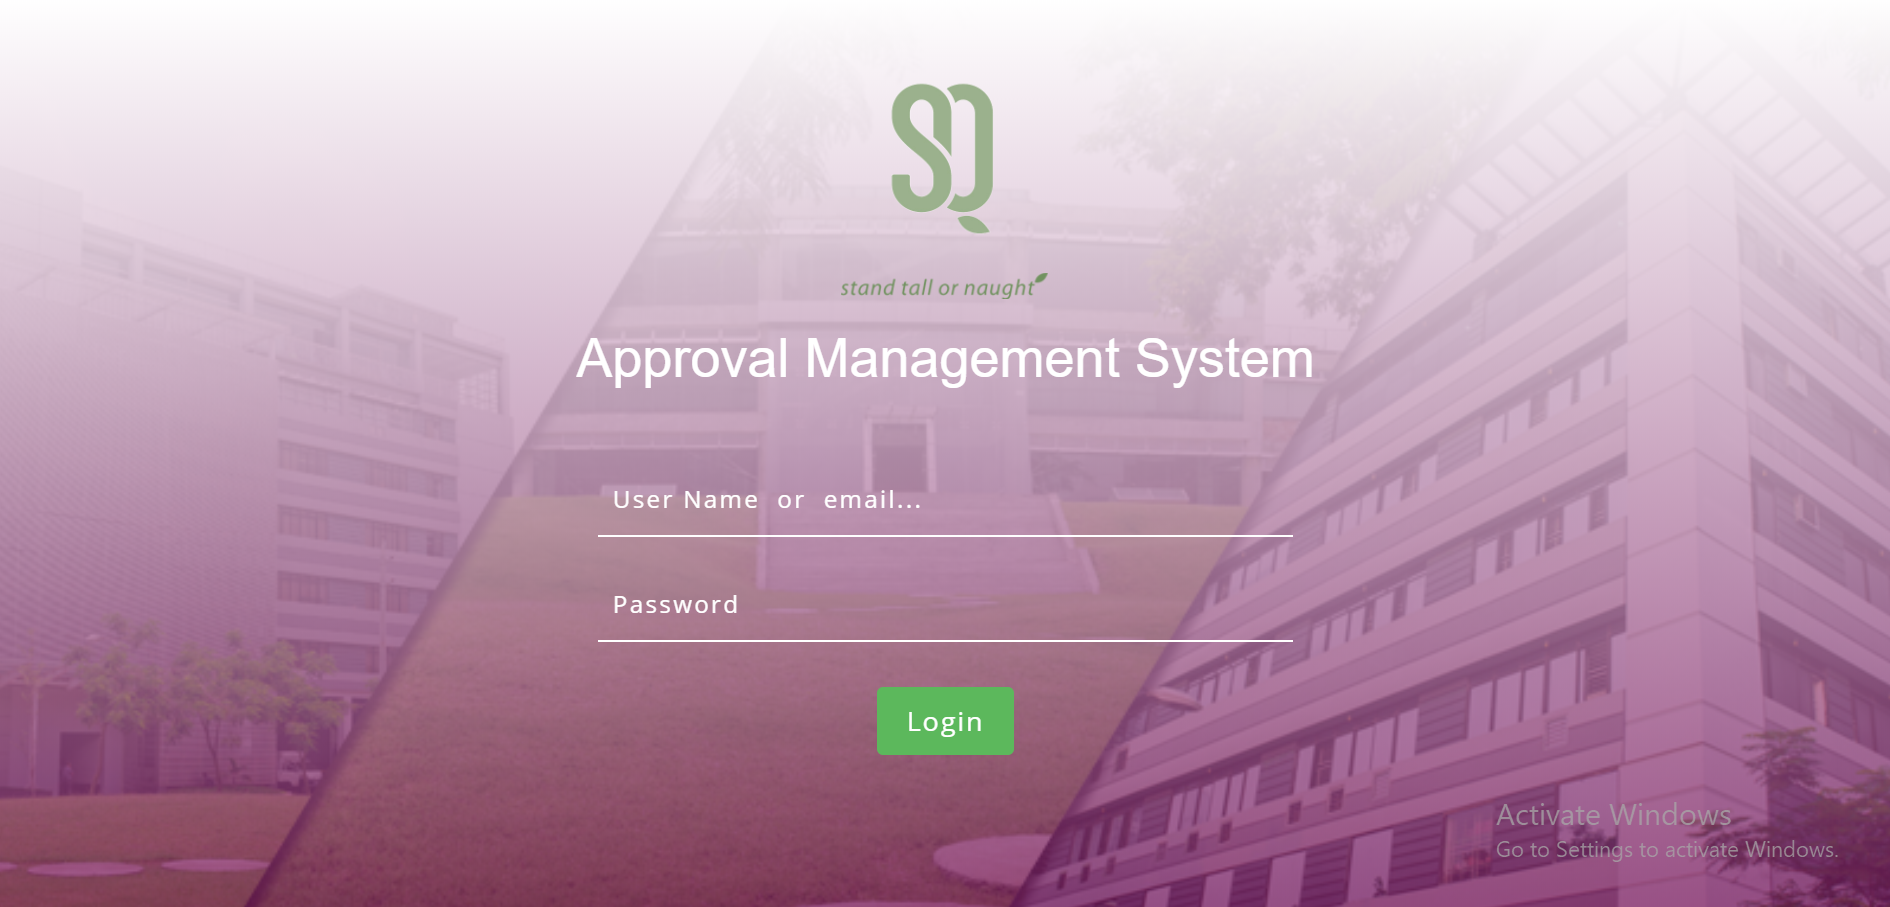 SQ
stand tall or naught
Approval Management System
User Name or email...
Password
Login
Activate Windows
Go to Settings to activate Windows.